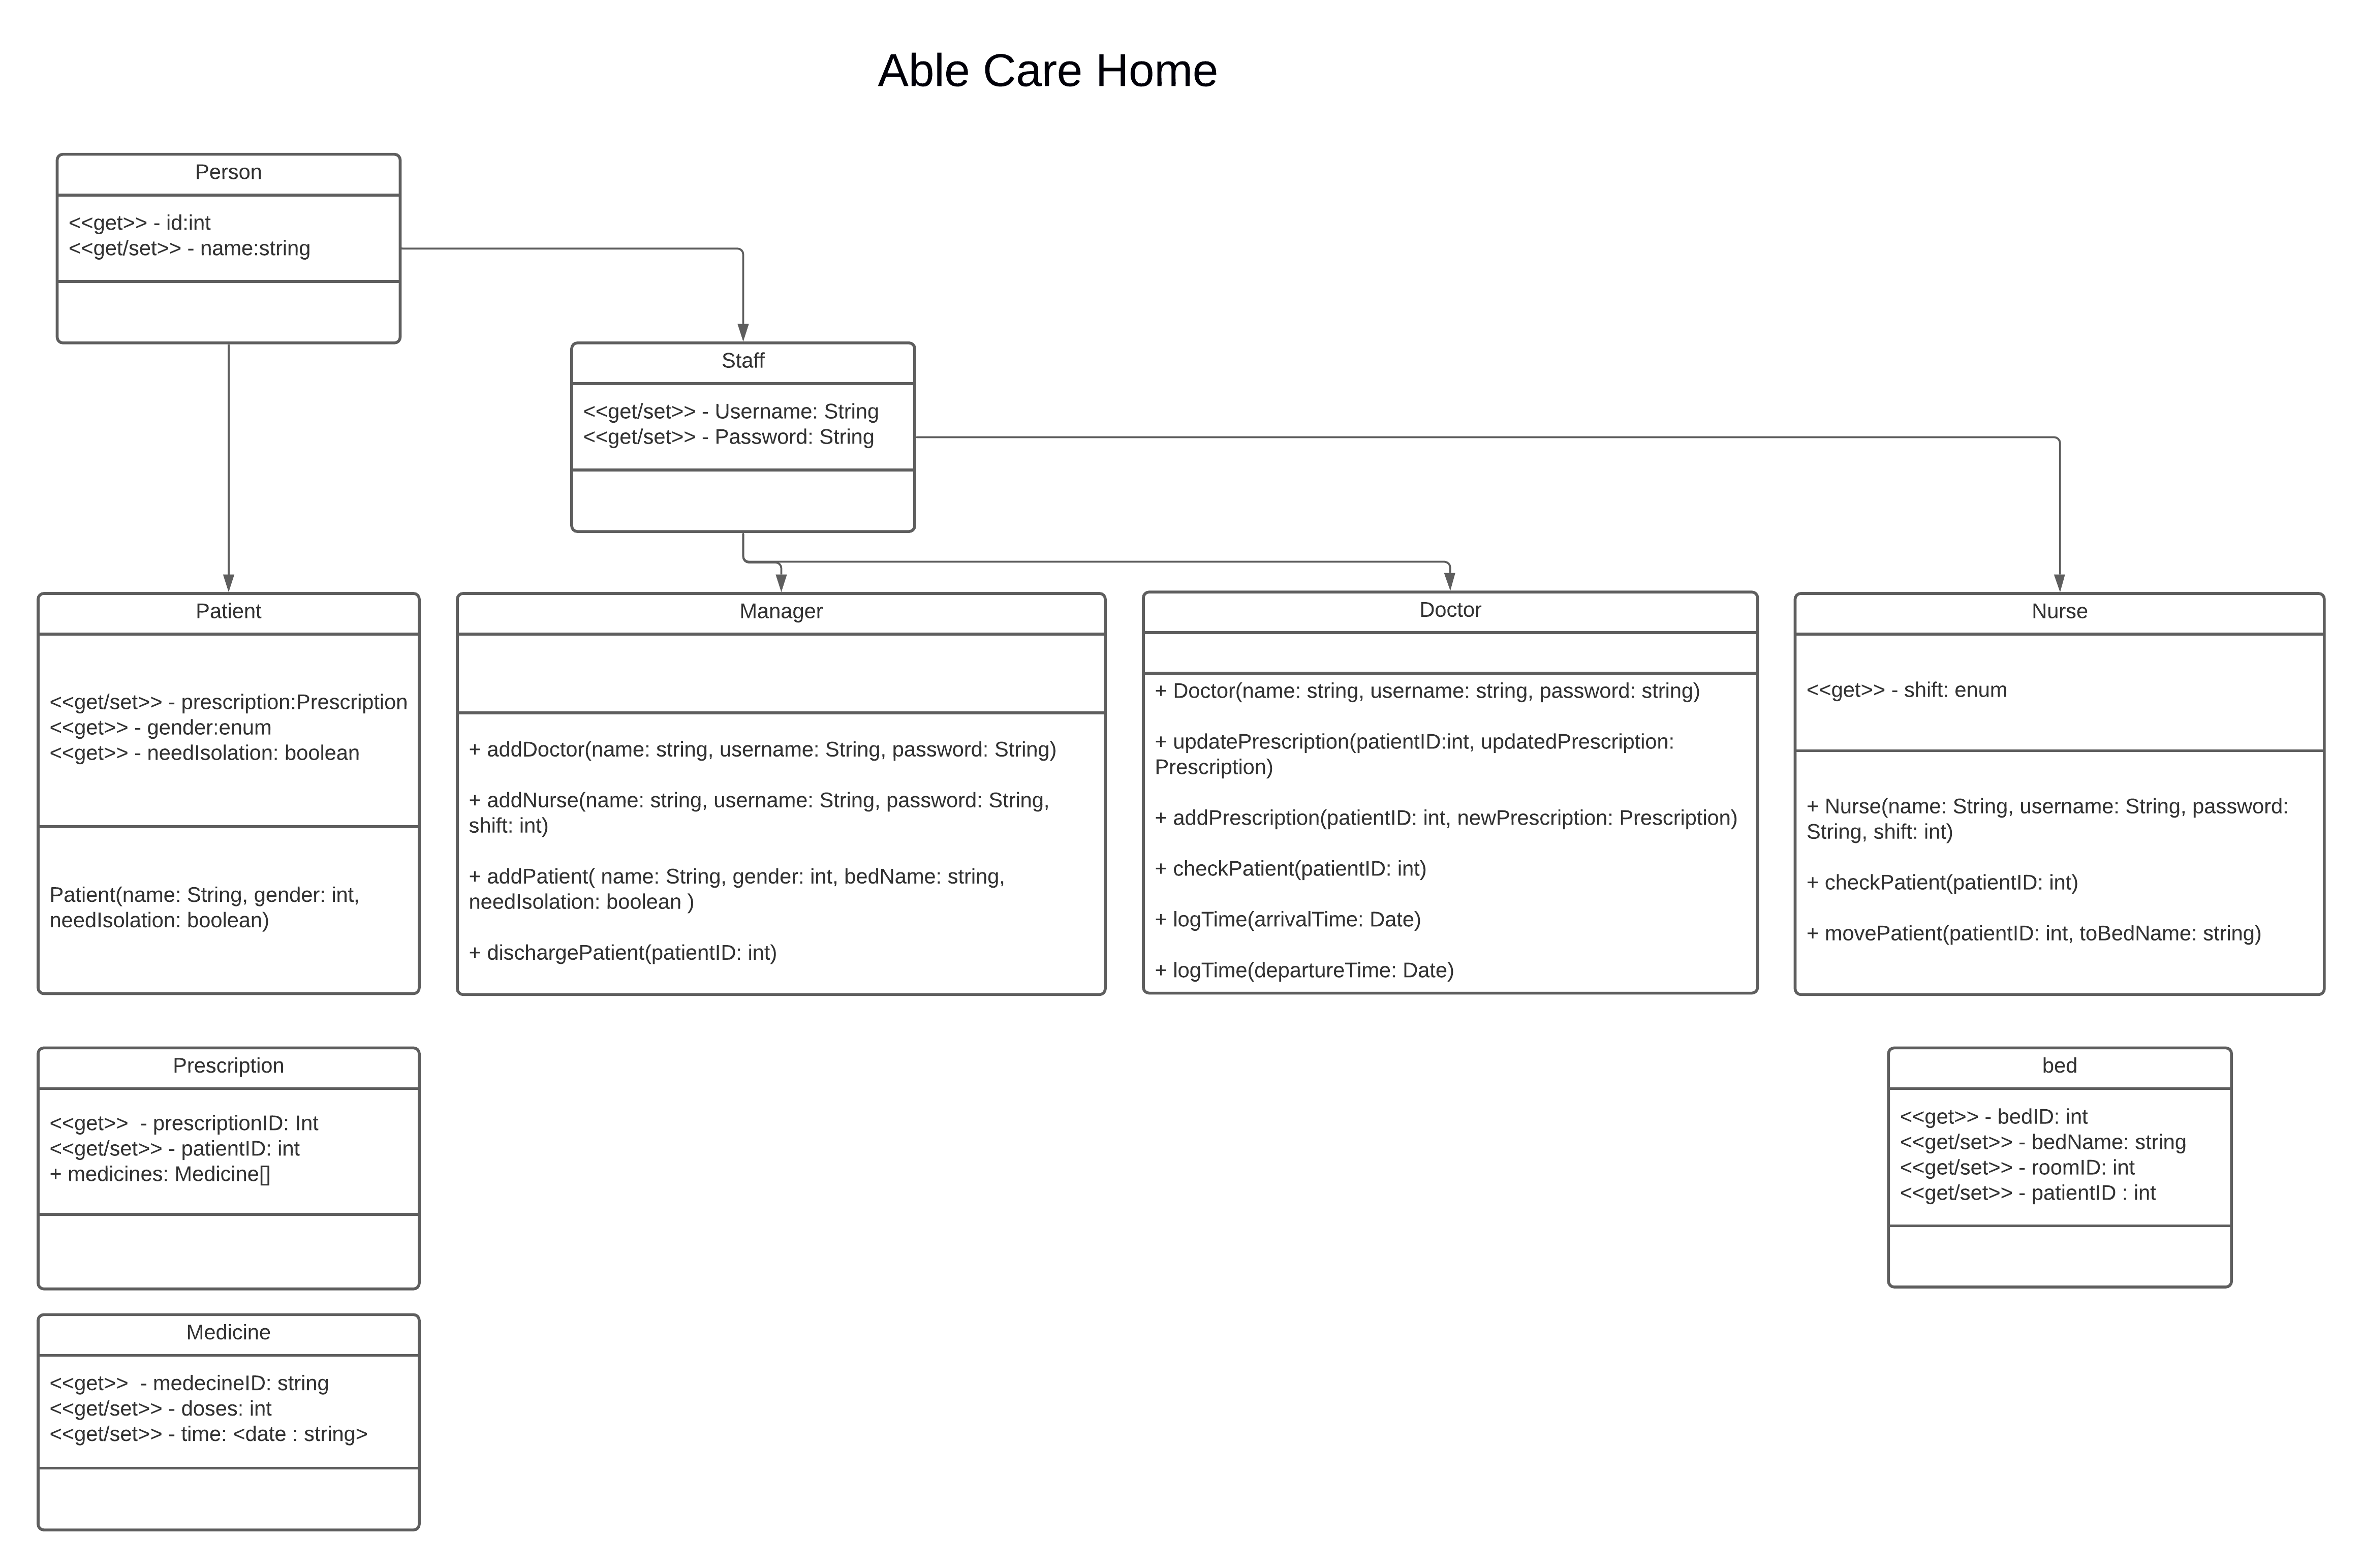 Able Care Home
Person
<<get>> - id:int
<<get/set>> - name:string
Staff
<<get/set>> - Username: String
<<get/set>> - Password: String
Patient
<<get/set>> - prescription:Prescription
<<get>> - gender:enum
<<get>> - needIsolation: boolean
Patient(name: String, gender: int,
needIsolation: boolean)
Manager
+ addDoctor(name: string, username: String, password: String)
+ addNurse(name: string, username: String, password: String,
shift: int)
+ addPatient( name: String, gender: int, bedName: string,
needIsolation: boolean )
+ dischargePatient(patientID: int)
Doctor
+ Doctor(name: string, username: string, password: string)
+ updatePrescription(patientID:int, updatedPrescription:
Prescription)
+ addPrescription(patientID: int, newPrescription: Prescription)
+ checkPatient(patientID: int)
+ logTime(arrivalTime: Date)
+ logTime(departureTime: Date)
Nurse
<<get>> - shift: enum
+ Nurse(name: String, username: String, password:
String, shift: int)
+ checkPatient(patientID: int)
+ movePatient(patientID: int, toBedName: string)
Prescription
<<get>>  - prescriptionID: Int
<<get/set>> - patientID: int
+ medicines: Medicine[]
bed
<<get>> - bedID: int
<<get/set>> - bedName: string
<<get/set>> - roomID: int
<<get/set>> - patientID : int
Medicine
<<get>>  - medecineID: string
<<get/set>> - doses: int
<<get/set>> - time: <date : string>